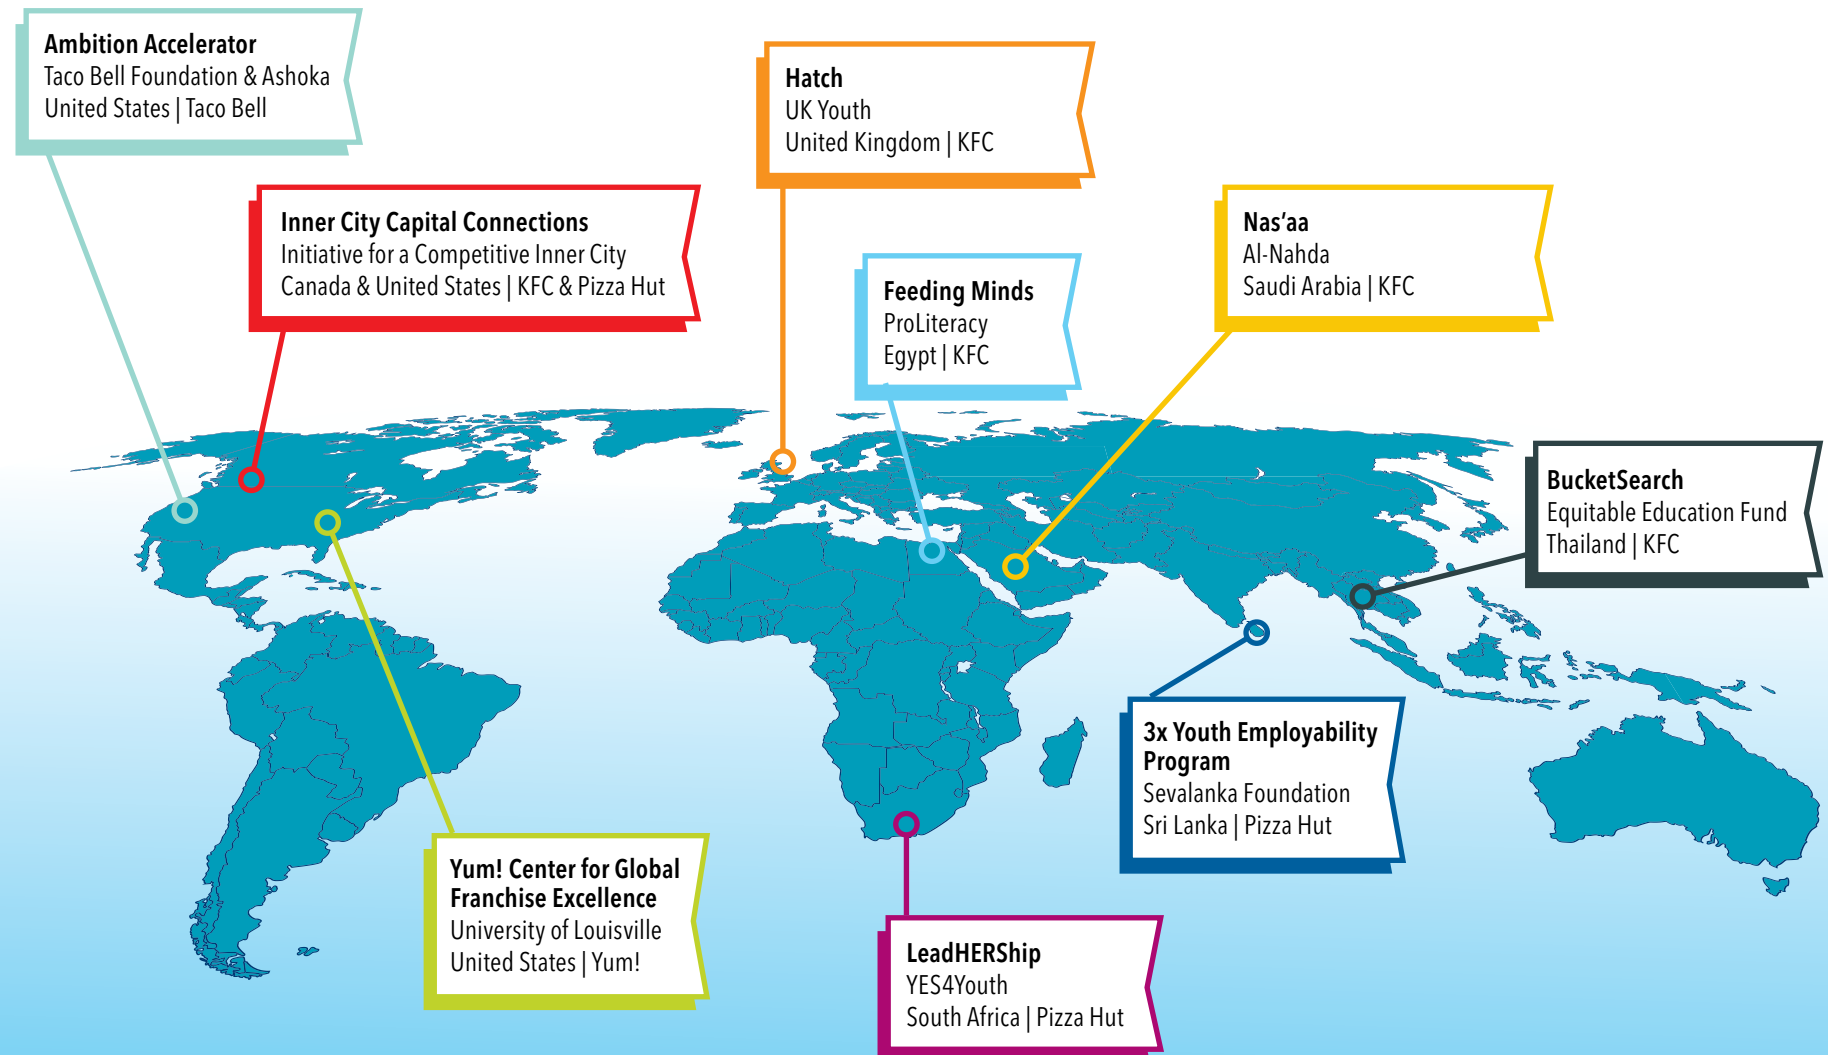 Ambition Accelerator
Taco Bell Foundation & Ashoka
United States | Taco Bell
Hatch
UK Youth
United Kingdom | KFC
Inner City Capital Connections
Initiative for a Competitive Inner City
Canada & United States | KFC & Pizza Hut
Nas’aa
Al-Nahda
Saudi Arabia | KFC
Feeding Minds
ProLiteracy
Egypt | KFC
BucketSearch
Equitable Education Fund
Thailand | KFC
3x Youth Employability
Program
Sevalanka Foundation
Sri Lanka | Pizza Hut
Yum! Center for Global
Franchise Excellence
University of Louisville
United States | Yum!
LeadHERShip
YES4Youth
South Africa | Pizza Hut